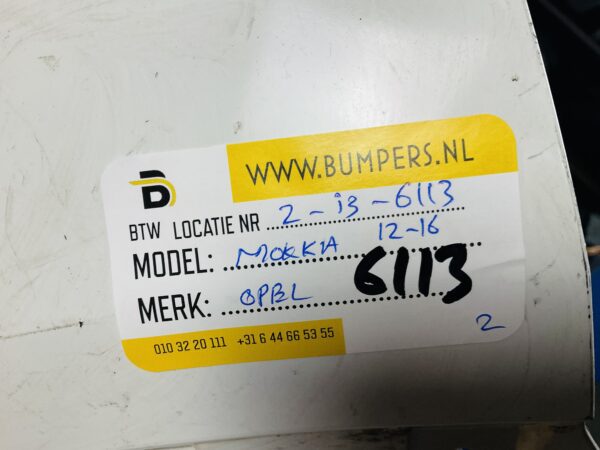 WWW.BUMPERS.NL
BTW LOCATIE NR 2-i3-6113
MODEL: MOKKA 12-16
MERK: OPEL 6113
010 32 20 111 +31 6 44 66 53 55
2